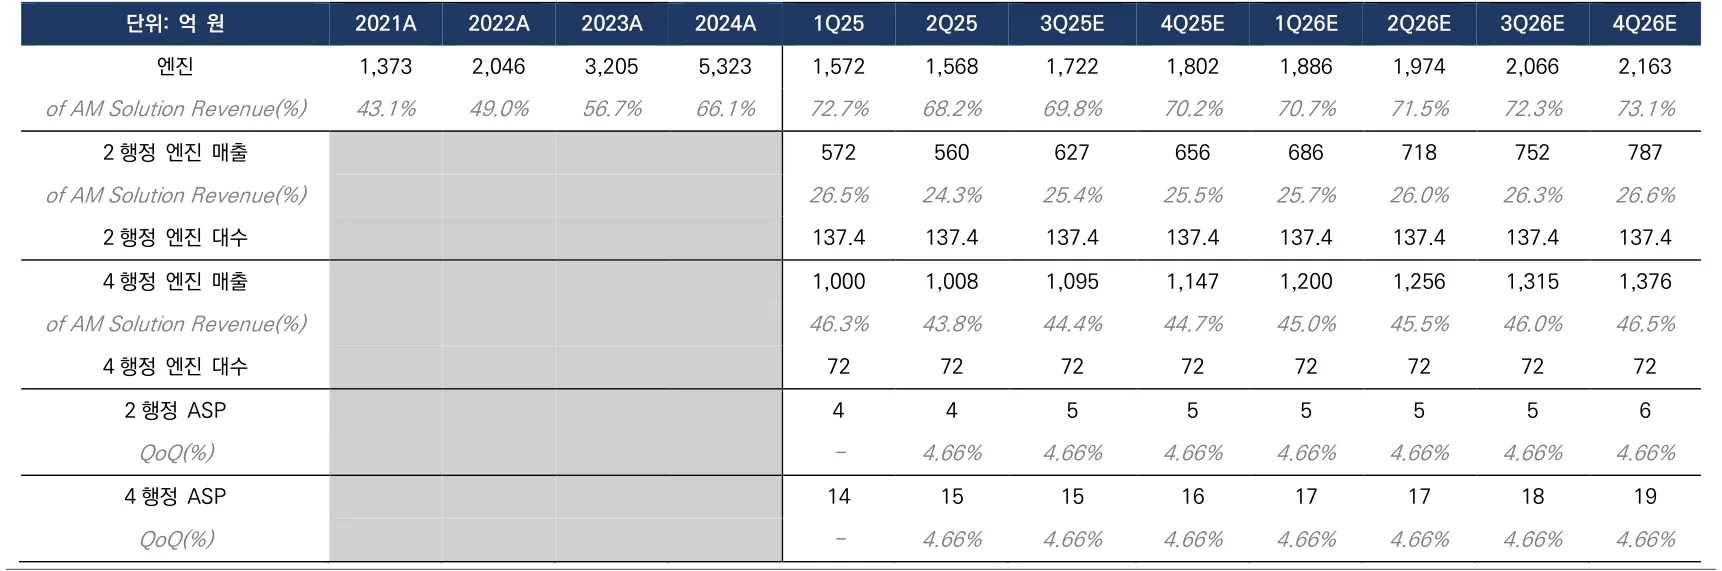 단위: 억 원 2021A 2022A 2023A 2024A 1Q25 2Q25 3Q25E 4Q25E 1Q26E 2Q26E 3Q26E 4Q26E
엔진 1,373 2,046 3,205 5,323 1,572 1,568 1,722 1,802 1,886 1,974 2,066 2,163
of AM Solution Revenue(%) 43.1% 49.0% 56.7% 66.1% 72.7% 68.2% 69.8% 70.2% 70.7% 71.5% 72.3% 73.1%
2행정 엔진 매출 572 560 627 656 686 718 752 787
of AM Solution Revenue(%) 26.5% 24.3% 25.4% 25.5% 25.7% 26.0% 26.3% 26.6%
2행정 엔진 대수 137.4 137.4 137.4 137.4 137.4 137.4 137.4 137.4
4행정 엔진 매출 1,000 1,008 1,095 1,147 1,200 1,256 1,315 1,376
of AM Solution Revenue(%) 46.3% 43.8% 44.4% 44.7% 45.0% 45.5% 46.0% 46.5%
4행정 엔진 대수 72 72 72 72 72 72 72 72
2행정 ASP 4 4 5 5 5 5 5 6
QoQ(%) - 4.66% 4.66% 4.66% 4.66% 4.66% 4.66% 4.66%
4행정 ASP 14 15 15 16 17 17 18 19
QoQ(%) - 4.66% 4.66% 4.66% 4.66% 4.66% 4.66% 4.66%